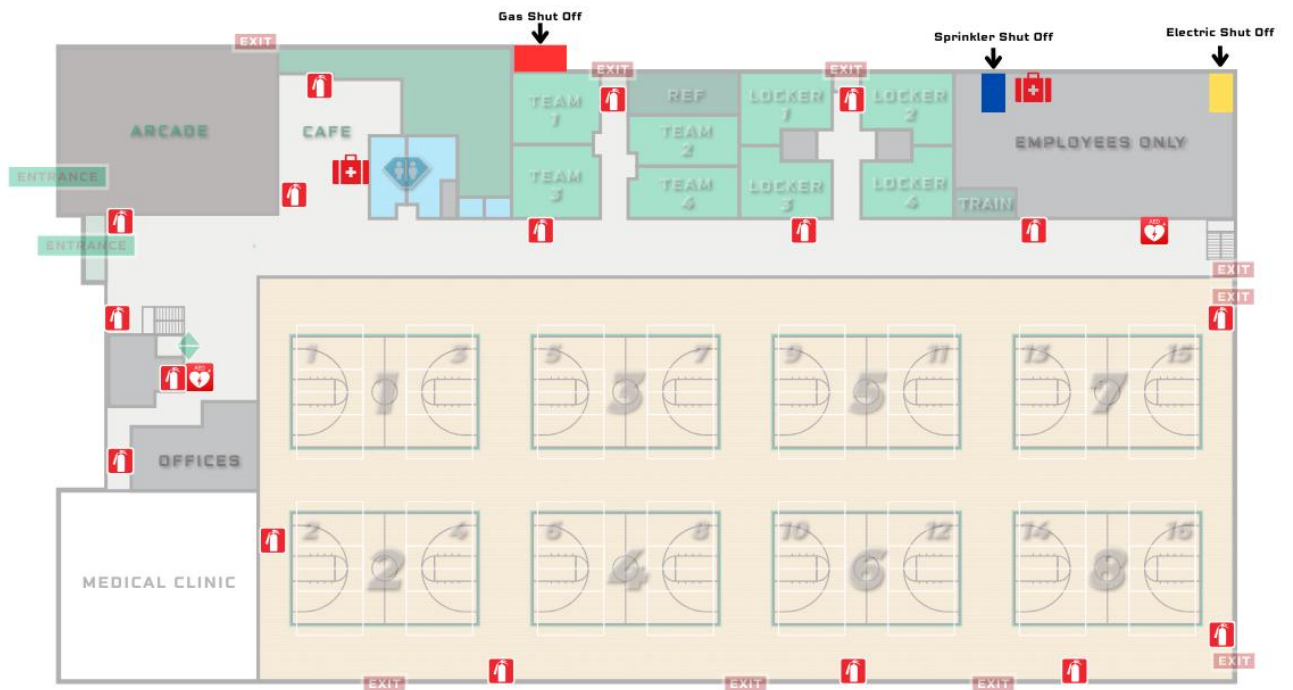 Gas Shut Off
Sprinkler Shut Off
Electric Shut Off
EXIT
EXIT
EXIT
ARCADE
CAFE
TEAM
1
REF
TEAM
2
LOCKER
1
LOCKER
2
EMPLOYEES ONLY
ENTRANCE
TEAM
3
TEAM
4
LOCKER
3
LOCKER
4
TRAIN
AED
ENTRANCE
EXIT
EXIT
1
3
5
7
9
11
13
15
1
3
5
7
AED
OFFICES
2
4
6
8
10
12
14
16
2
4
6
8
MEDICAL CLINIC
EXIT
EXIT
EXIT
EXIT